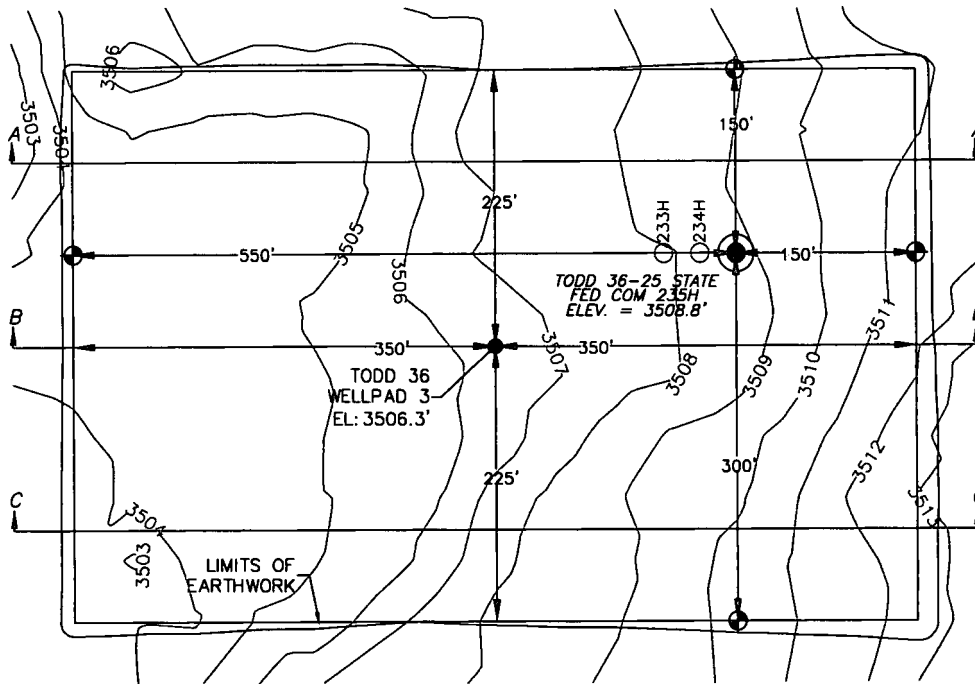 3506
3503
3504
A
150'
225'
233H
234H
550'
3505
150'
TODD 36-25 STATE
FED COM 235H
ELEV. = 3508.8'
3506
3511
B
350'
350'
3507
3508
3509
3510
TODD 36
WELLPAD 3
EL: 3506.3'
3512
225'
300'
C
3504
3513
3503
LIMITS OF
EARTHWORK